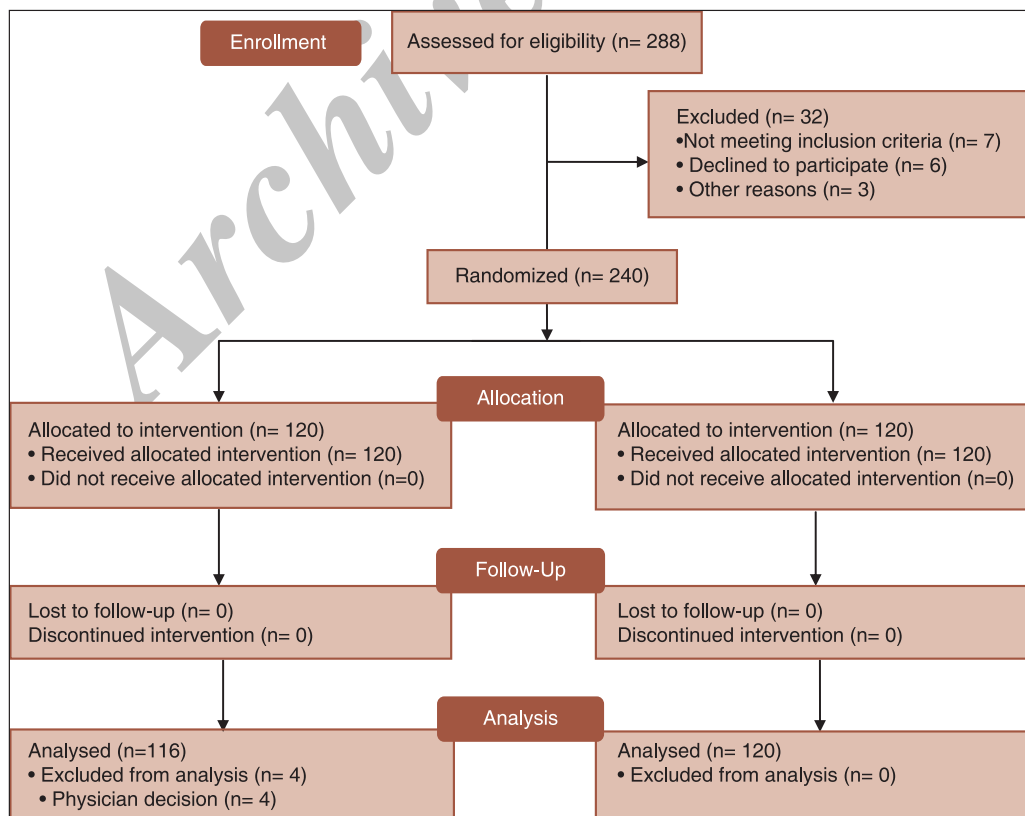 Enrollment
Assessed for eligibility (n= 288)
Excluded (n= 32)
•Not meeting inclusion criteria (n= 7)
• Declined to participate (n= 6)
• Other reasons (n= 3)
Randomized (n= 240)
Allocation
Allocated to intervention (n= 120)
• Received allocated intervention (n= 120)
• Did not receive allocated intervention (n=0)
Allocated to intervention (n= 120)
• Received allocated intervention (n= 120)
• Did not receive allocated intervention (n=0)
Follow-Up
Lost to follow-up (n= 0)
Discontinued intervention (n= 0)
Lost to follow-up (n= 0)
Discontinued intervention (n= 0)
Analysis
Analysed (n=116)
• Excluded from analysis (n= 4)
• Physician decision (n= 4)
Analysed (n= 120)
• Excluded from analysis (n= 0)